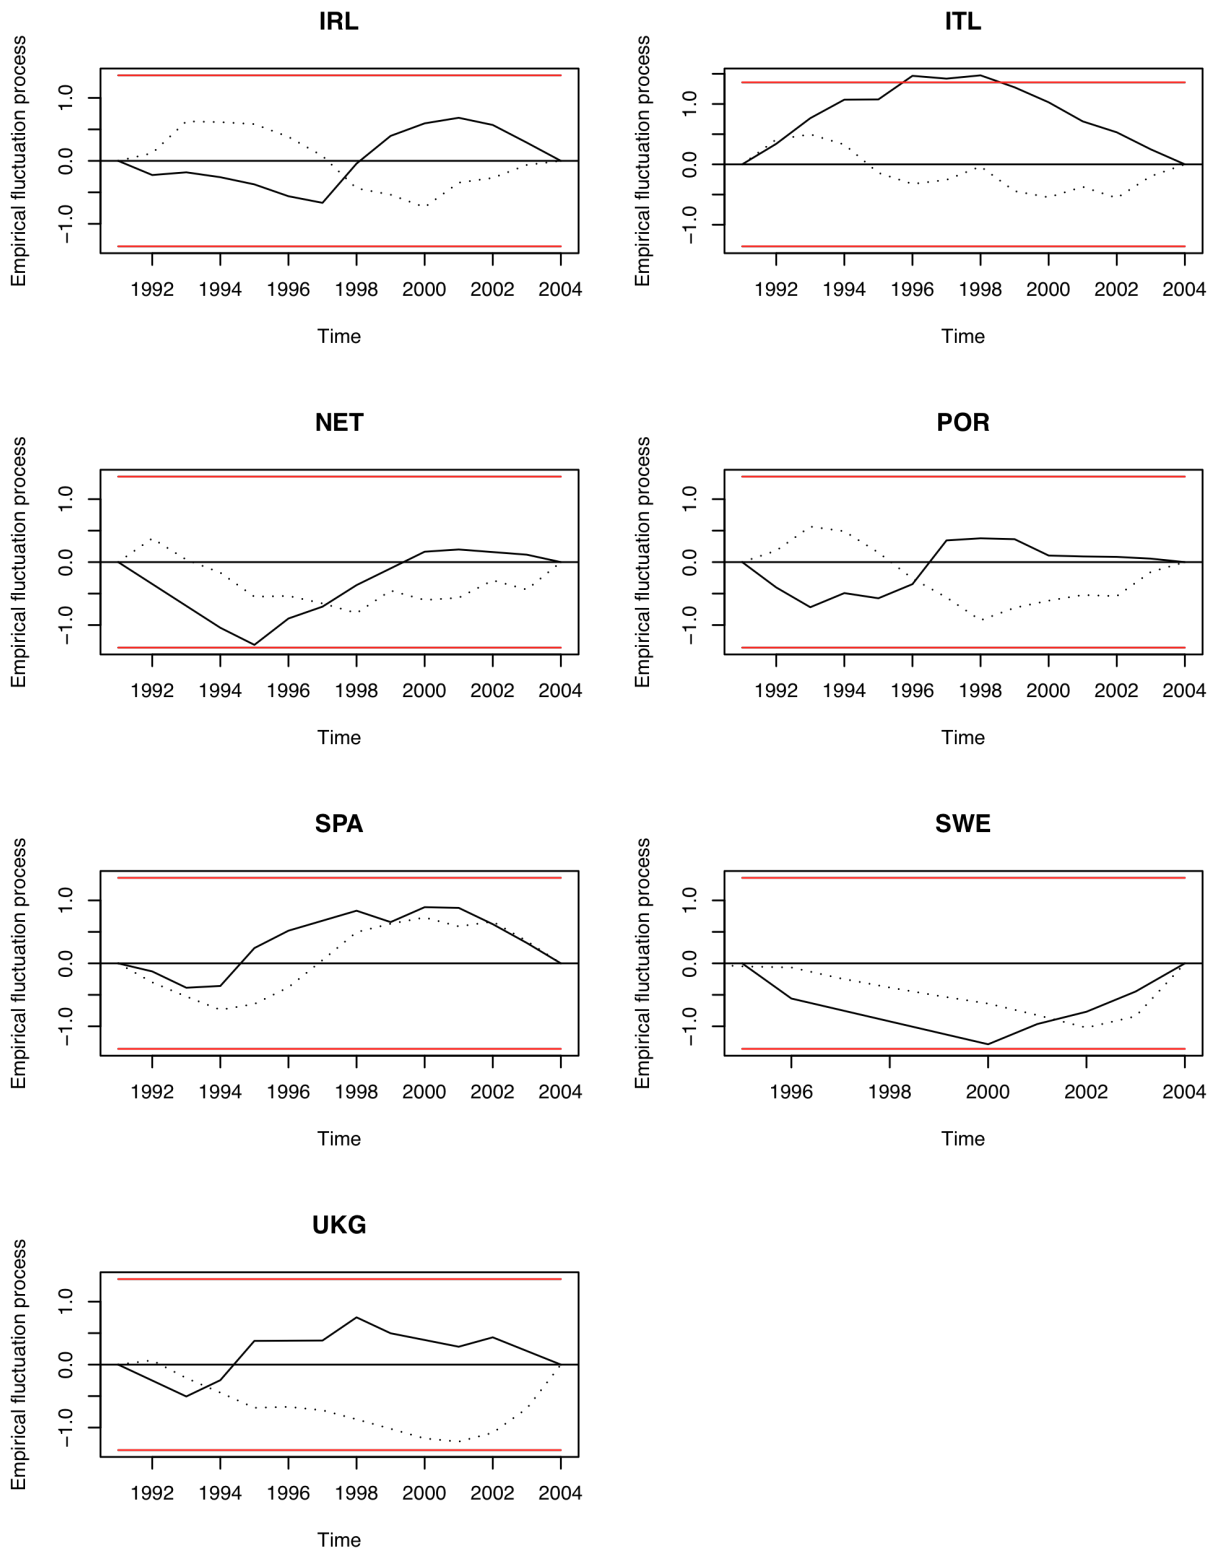 IRL
Empirical fluctuation process
1.0
0.0
−1.0
1992 1994 1996 1998 2000 2002 2004
Time
ITL
Empirical fluctuation process
1.0
0.0
−1.0
1992 1994 1996 1998 2000 2002 2004
Time
NET
Empirical fluctuation process
1.0
0.0
−1.0
1992 1994 1996 1998 2000 2002 2004
Time
POR
Empirical fluctuation process
1.0
0.0
−1.0
1992 1994 1996 1998 2000 2002 2004
Time
SPA
Empirical fluctuation process
1.0
0.0
−1.0
1992 1994 1996 1998 2000 2002 2004
Time
SWE
Empirical fluctuation process
1.0
0.0
−1.0
1996 1998 2000 2002 2004
Time
UKG
Empirical fluctuation process
1.0
0.0
−1.0
1992 1994 1996 1998 2000 2002 2004
Time